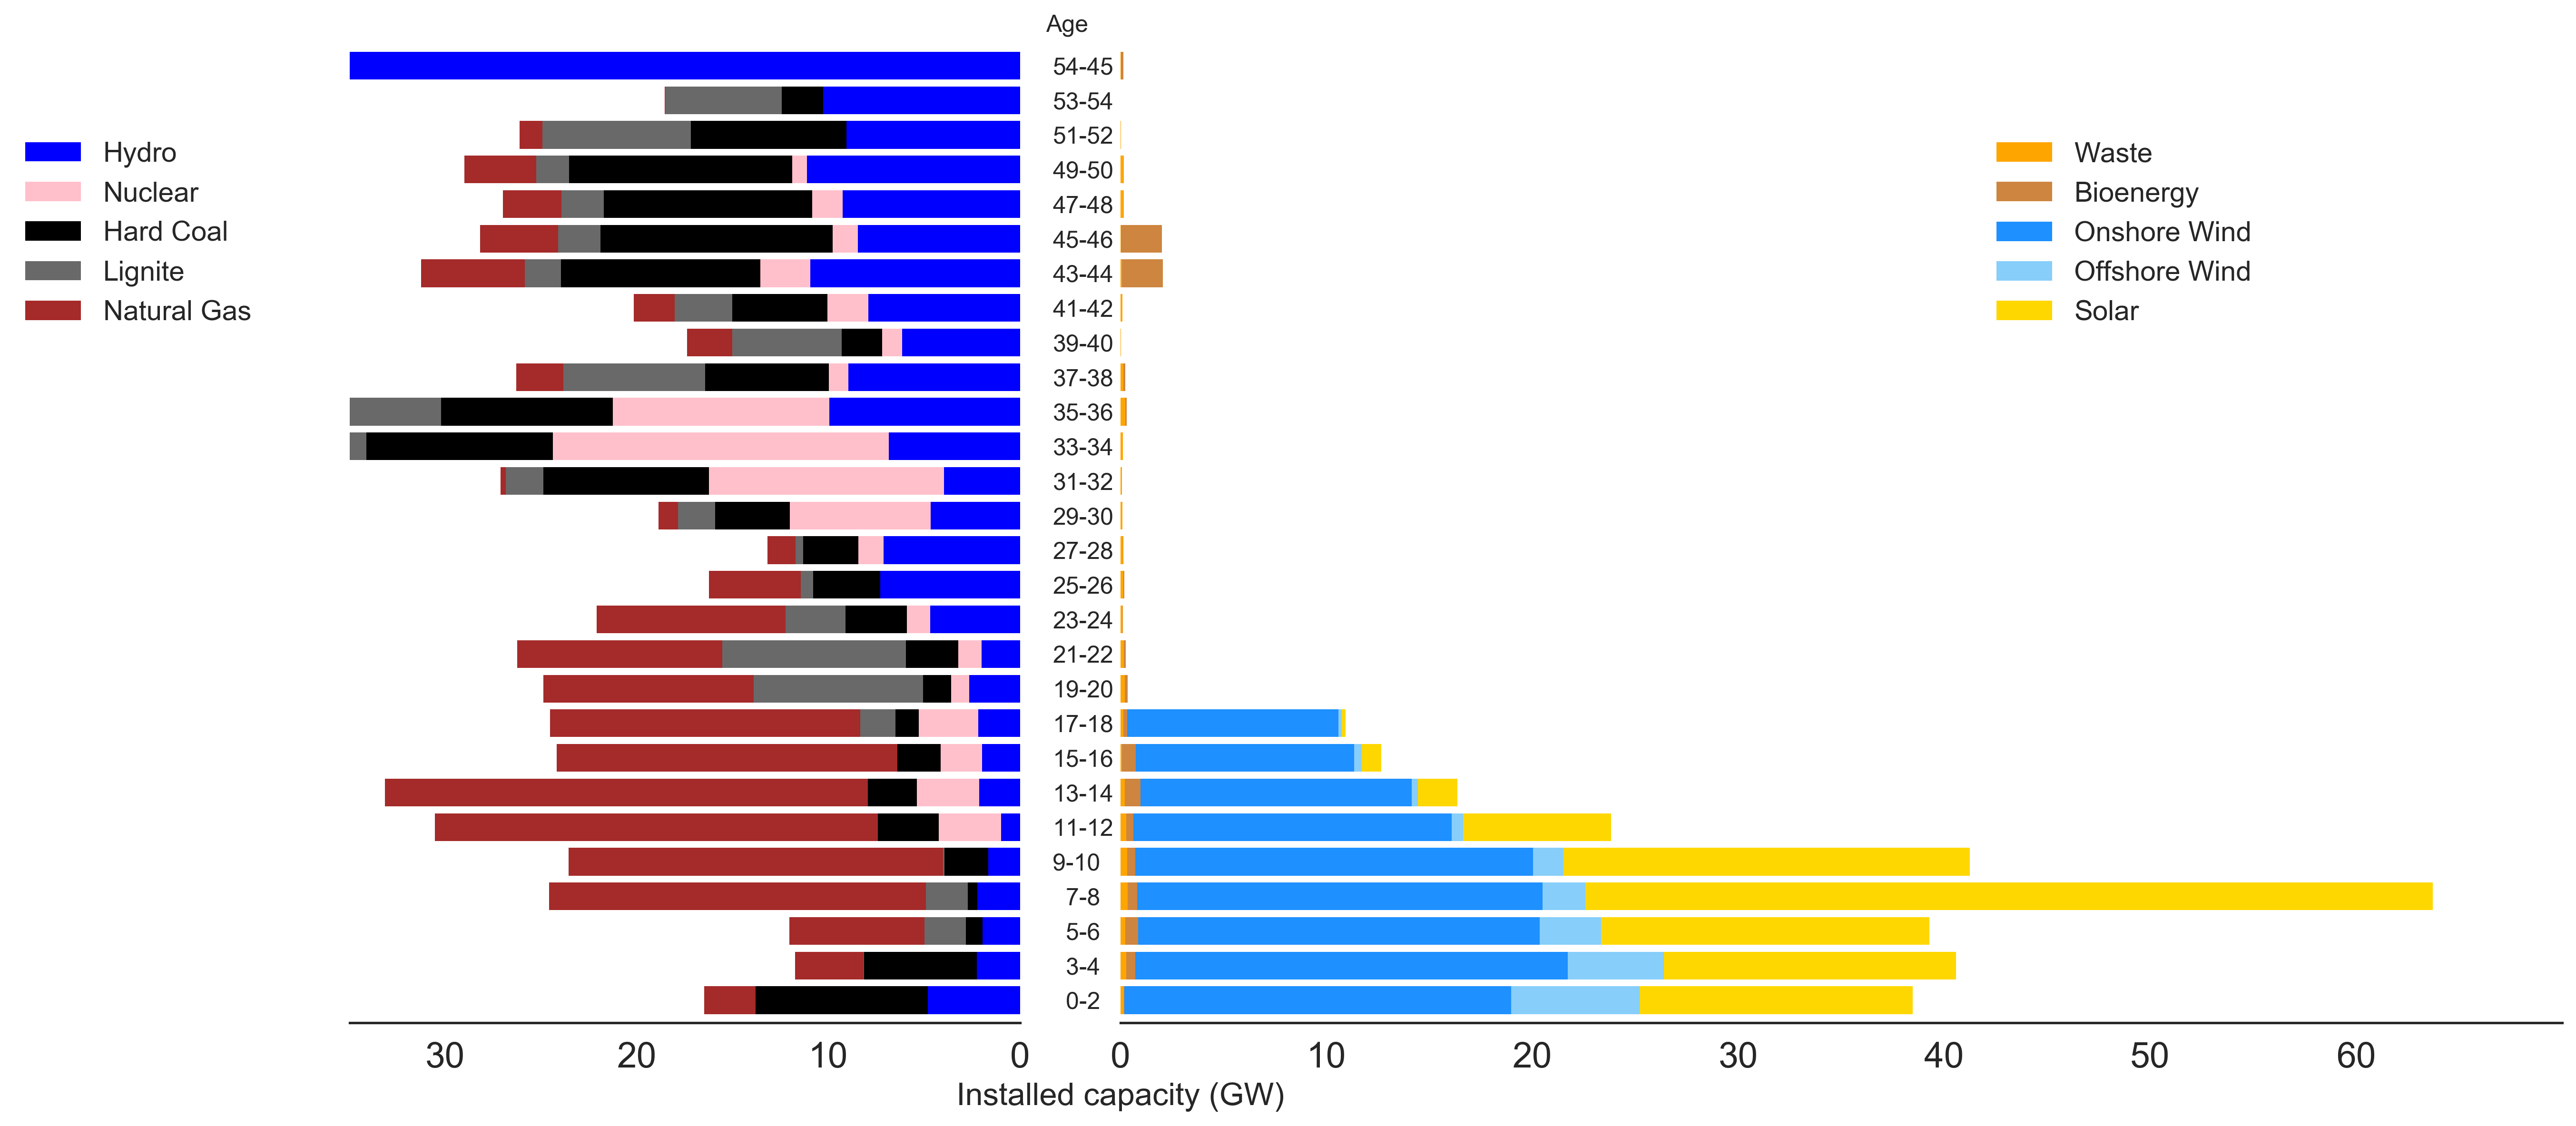 Age
54-45
53-54
51-52
49-50
47-48
45-46
43-44
41-42
39-40
37-38
35-36
33-34
31-32
29-30
27-28
25-26
23-24
21-22
19-20
17-18
15-16
13-14
11-12
9-10
7-8
5-6
3-4
0-2
Hydro
Nuclear
Hard Coal
Lignite
Natural Gas
Waste
Bioenergy
Onshore Wind
Offshore Wind
Solar
30 20 10 0
0 10 20 30 40 50 60
Installed capacity (GW)